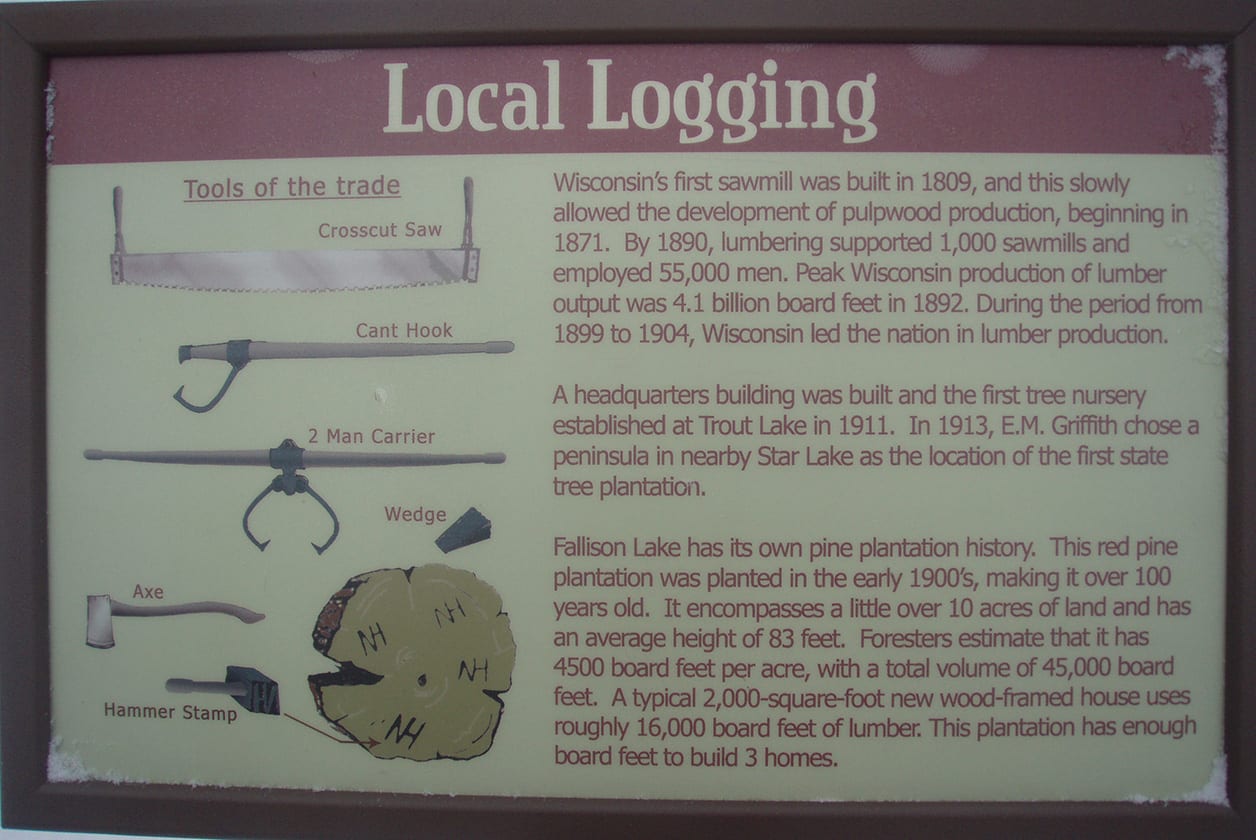 Local Logging
Tools of the trade
Crosscut Saw
Cant Hook
2 Man Carrier
Wedge
Axe
Hammer Stamp
NH
NH
NH
NH
NH
Wisconsin's first sawmill was built in 1809, and this slowly
allowed the development of pulpwood production, beginning in
1871.  By 1890, lumbering supported 1,000 sawmills and
employed 55,000 men. Peak Wisconsin production of lumber
output was 4.1 billion board feet in 1892. During the period from
1899 to 1904, Wisconsin led the nation in lumber production.
A headquarters building was built and the first tree nursery
established at Trout Lake in 1911.  In 1913, E.M. Griffith chose a
peninsula in nearby Star Lake as the location of the first state
tree plantation.
Fallison Lake has its own pine plantation history.  This red pine
plantation was planted in the early 1900's, making it over 100
years old.  It encompasses a little over 10 acres of land and has
an average height of 83 feet.  Foresters estimate that it has
4500 board feet per acre, with a total volume of 45,000 board
feet.  A typical 2,000-square-foot new wood-framed house uses
roughly 16,000 board feet of lumber. This plantation has enough
board feet to build 3 homes.